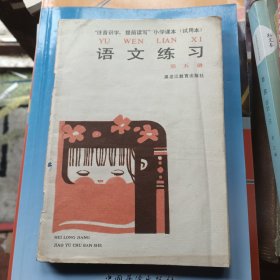 “注音识字，提前读写”小学课本（试用本）
YU WEN LIAN XI
语文练习
第五册
黑龙江教育出版社
HEI LONG JIANG
JIAO YU CHU BAN SHE